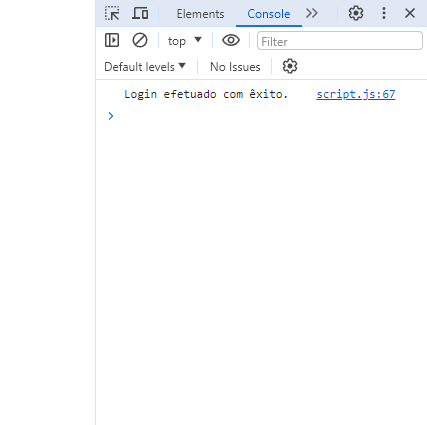 Elements Console
top Filter
Default levels No Issues
Login efetuado com êxito. script.js:67